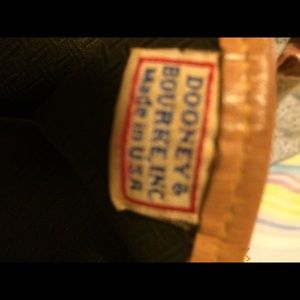 DOONEY &
BOURKE, INC.
Made in
U S A